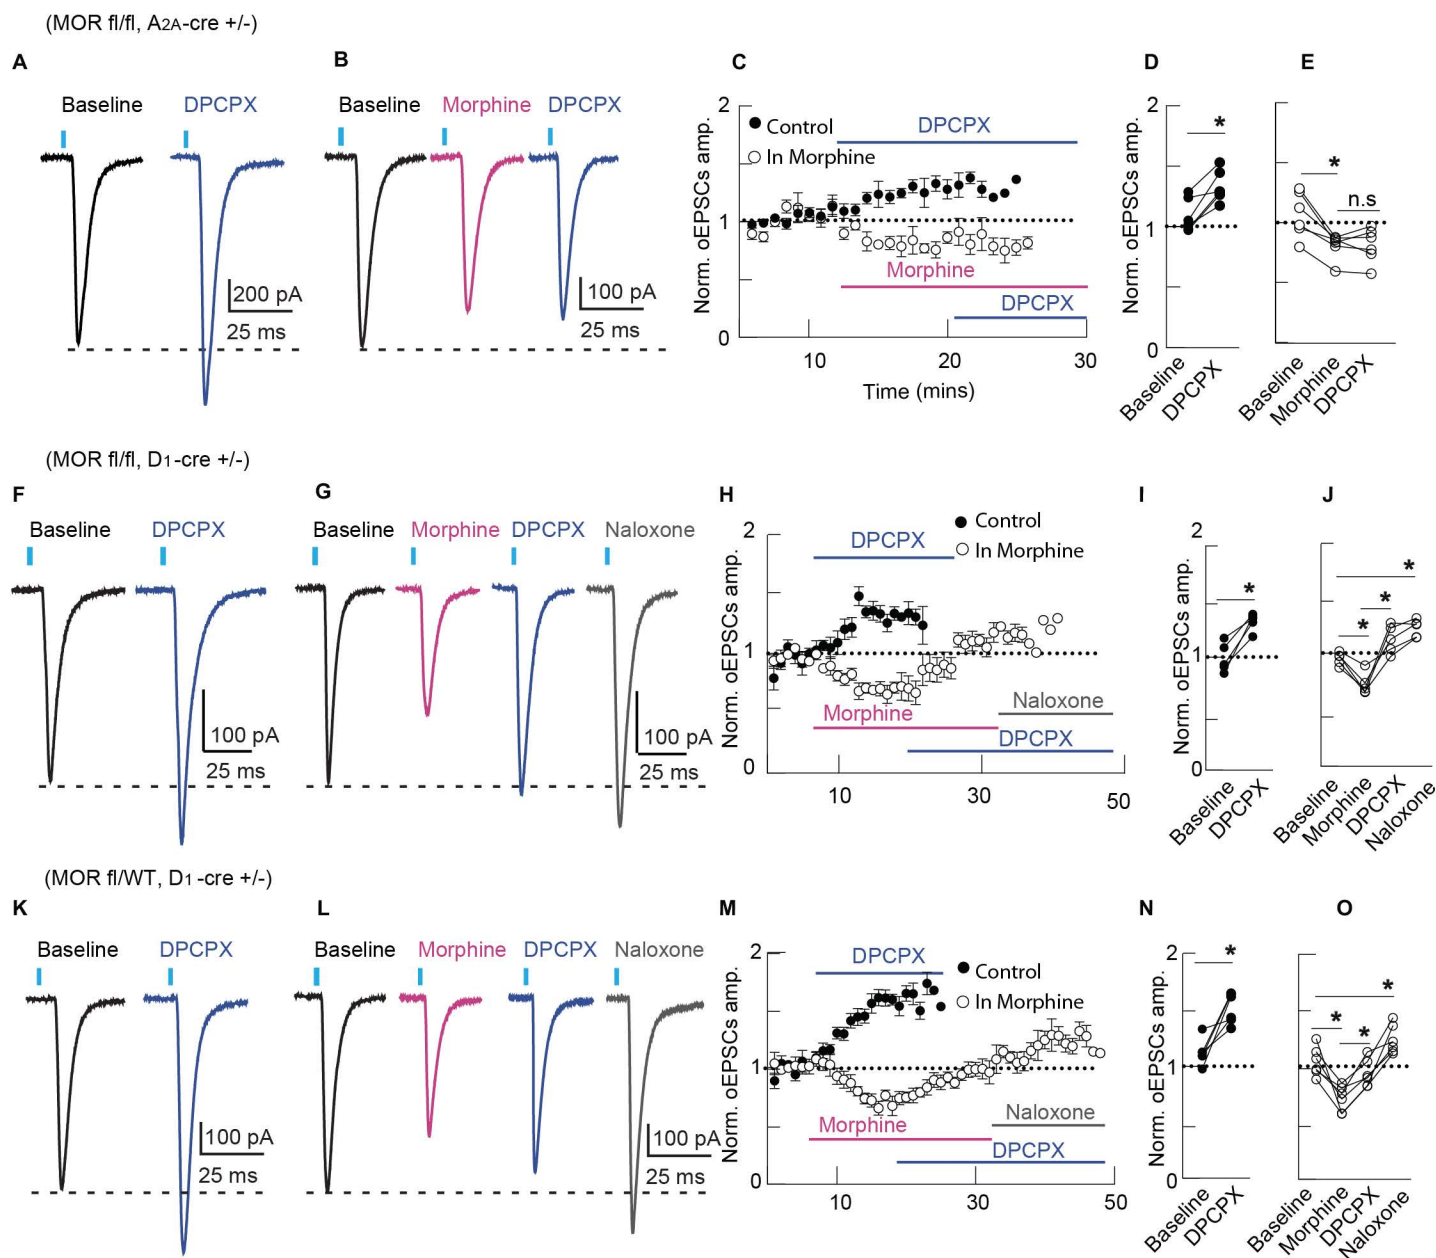 (MOR fl/fl, A2A-cre +/-)
A
B
C
D
E
Baseline
DPCPX
Baseline
Morphine
DPCPX
200 pA
25 ms
100 pA
25 ms
Norm. oEPSCs amp.
2
1
0
Control
In Morphine
DPCPX
Morphine
DPCPX
10
20
30
Time (mins)
Norm. oEPSCs amp.
2
1
0
*
Baseline
DPCPX
*
n.s
Baseline
Morphine
DPCPX
(MOR fl/fl, D1-cre +/-)
F
G
H
I
J
Baseline
DPCPX
Baseline
Morphine
DPCPX
Naloxone
100 pA
25 ms
100 pA
25 ms
Norm. oEPSCs amp.
2
1
0
DPCPX
Control
In Morphine
Morphine
Naloxone
DPCPX
10
30
50
Norm. oEPSCs amp.
2
1
0
*
Baseline
DPCPX
*
*
*
Baseline
Morphine
DPCPX
Naloxone
(MOR fl/WT, D1-cre +/-)
K
L
M
N
O
Baseline
DPCPX
Baseline
Morphine
DPCPX
Naloxone
100 pA
25 ms
100 pA
25 ms
Norm. oEPSCs amp.
2
1
0
DPCPX
Control
In Morphine
Morphine
Naloxone
DPCPX
10
30
50
Norm. oEPSCs amp.
2
1
0
*
Baseline
DPCPX
*
*
*
Baseline
Morphine
DPCPX
Naloxone